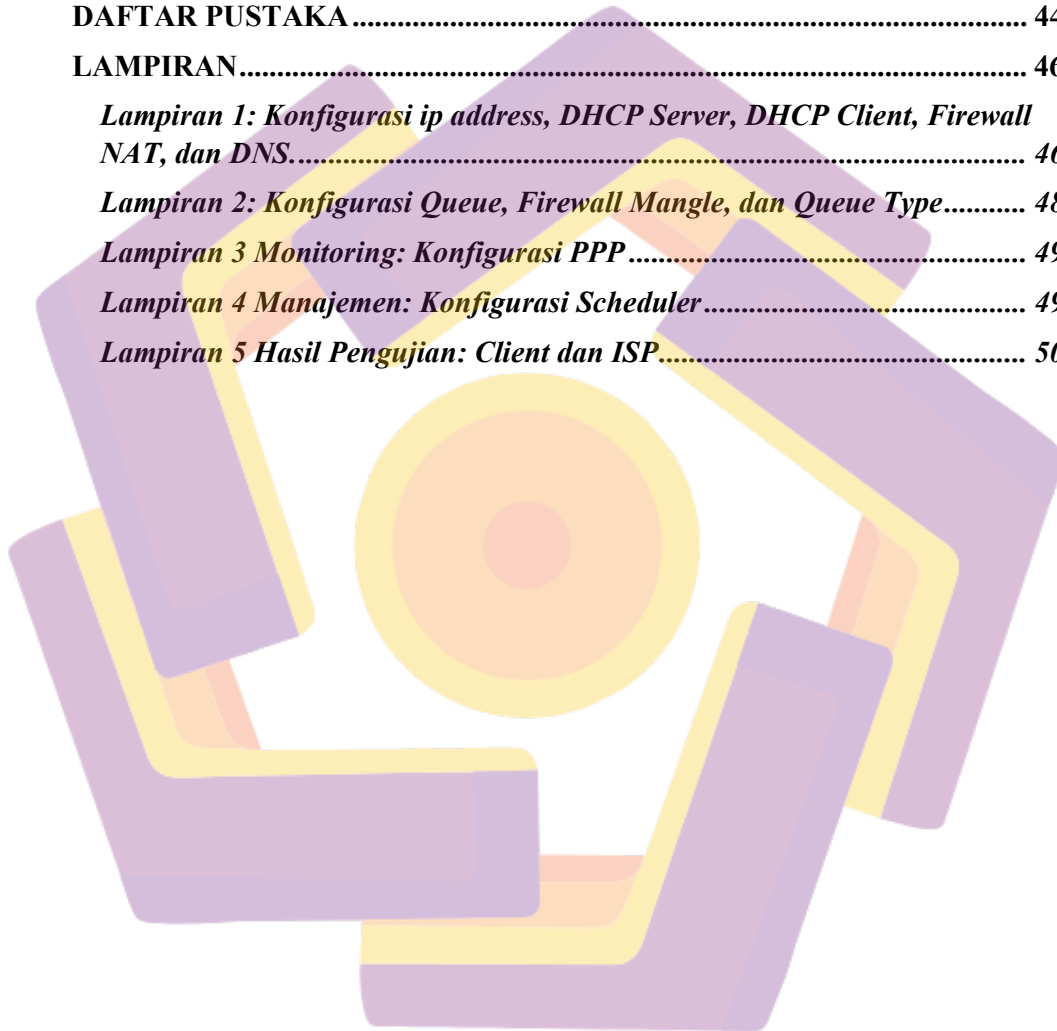 DAFTAR PUSTAKA.................................................................................................. 44
LAMPIRAN................................................................................................................ 46
Lampiran 1: Konfigurasi ip address, DHCP Server, DHCP Client, Firewall
NAT, dan DNS........................................................................................................ 46
Lampiran 2: Konfigurasi Queue, Firewall Mangle, dan Queue Type........... 48
Lampiran 3 Monitoring: Konfigurasi PPP......................................................... 49
Lampiran 4 Manajemen: Konfigurasi Scheduler.............................................. 49
Lampiran 5 Hasil Pengujian: Client dan ISP.................................................... 50